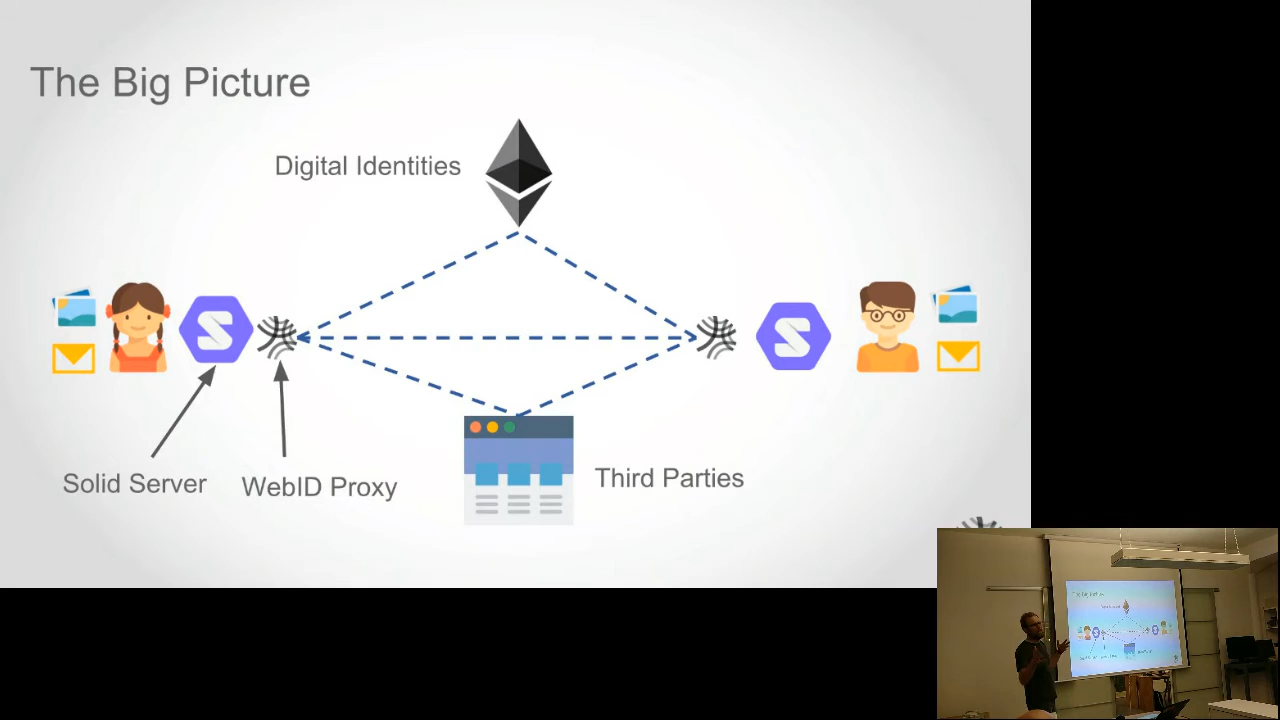 The Big Picture
Digital Identities
Solid Server
WebID Proxy
Third Parties